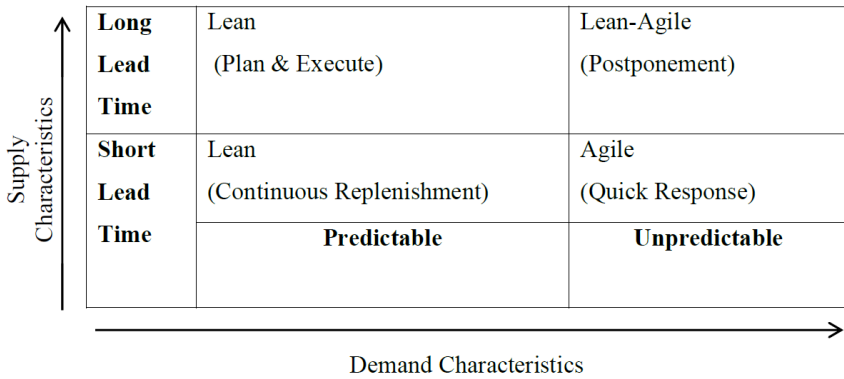 Supply
Characteristics
Long
Lead
Time
Lean
(Plan & Execute)
Lean-Agile
(Postponement)
Short
Lead
Time
Lean
(Continuous Replenishment)
Agile
(Quick Response)
Predictable
Unpredictable
Demand Characteristics